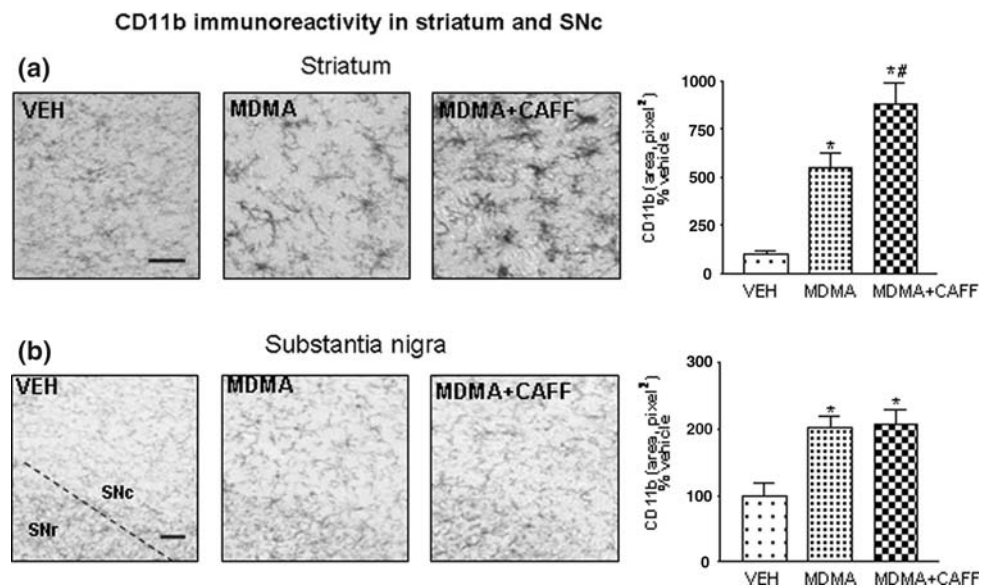 CD11b immunoreactivity in striatum and SNc
(a)
Striatum
VEH
MDMA
MDMA+CAFF
CD11b (area, pixel²)
% vehicle
1000
750
500
250
0
*
*#
VEH
MDMA
MDMA+CAFF
(b)
Substantia nigra
VEH
SNc
SNr
MDMA
MDMA+CAFF
CD11b (area, pixel²)
% vehicle
300
200
100
0
*
*
VEH
MDMA
MDMA+CAFF